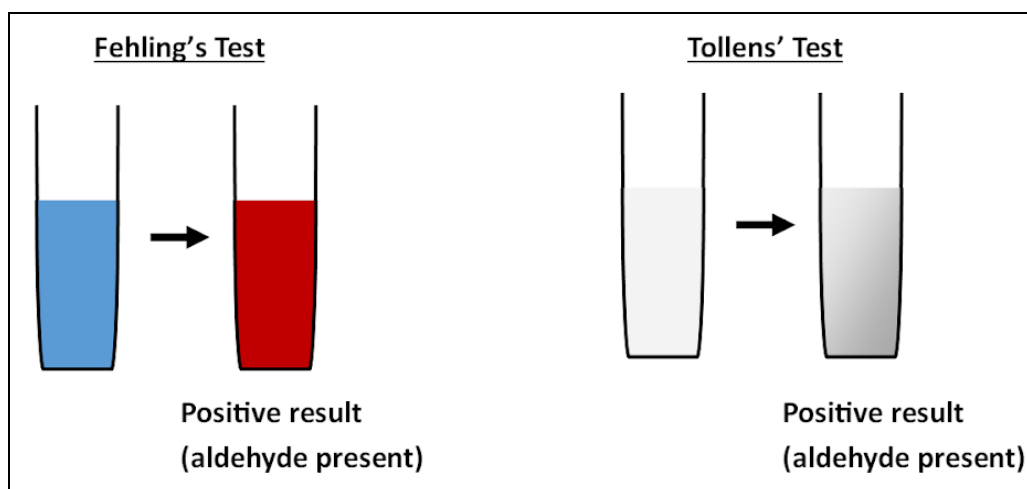 Fehling’s Test
Tollens’ Test
Positive result
(aldehyde present)
Positive result
(aldehyde present)